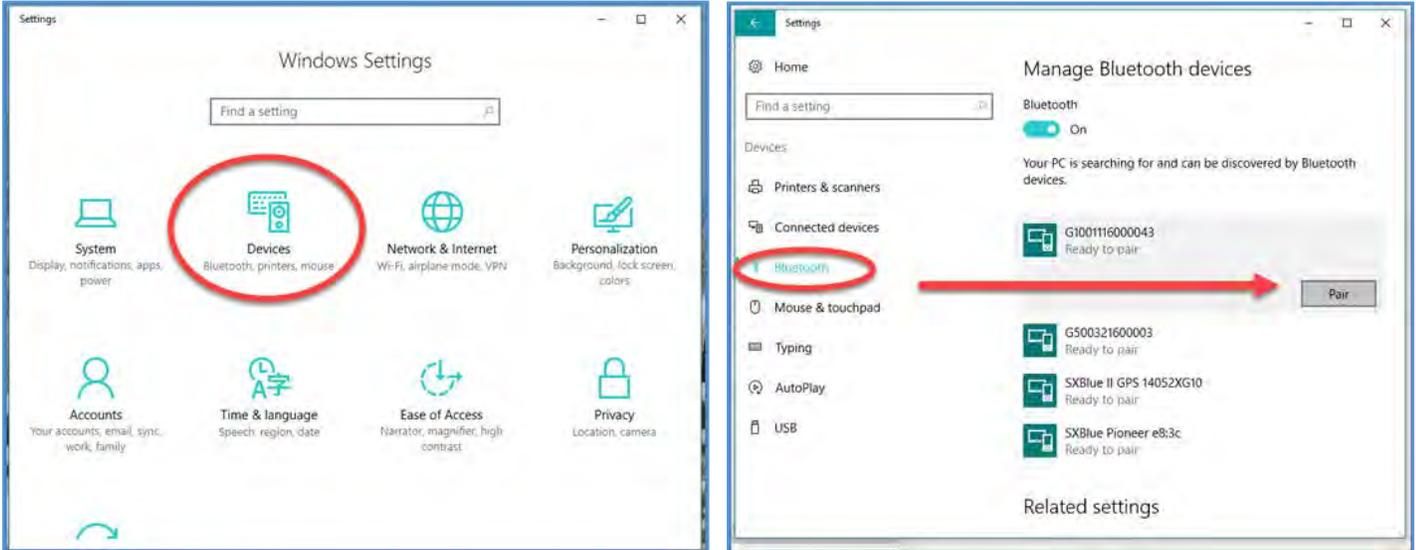 Settings
Windows Settings
Find a setting
System
Display, notifications, apps,
power
Devices
Bluetooth, printers, mouse
Network & Internet
Wi-Fi, airplane mode, VPN
Personalization
Background, lock screen,
colors
Accounts
Your accounts, email, sync,
work, family
Time & language
Speech, region, date
Ease of Access
Narrator, magnifier, high
contrast
Privacy
Location, camera
Settings
Home
Find a setting
Devices
Printers & scanners
Connected devices
Bluetooth
Mouse & touchpad
Typing
AutoPlay
USB
Manage Bluetooth devices
Bluetooth
On
Your PC is searching for and can be discovered by Bluetooth
devices.
G1001116000043
Ready to pair
Pair
G500321600003
Ready to pair
SXBlue II GPS 14052XG10
Ready to pair
SXBlue Pioneer e8:3c
Ready to pair
Related settings